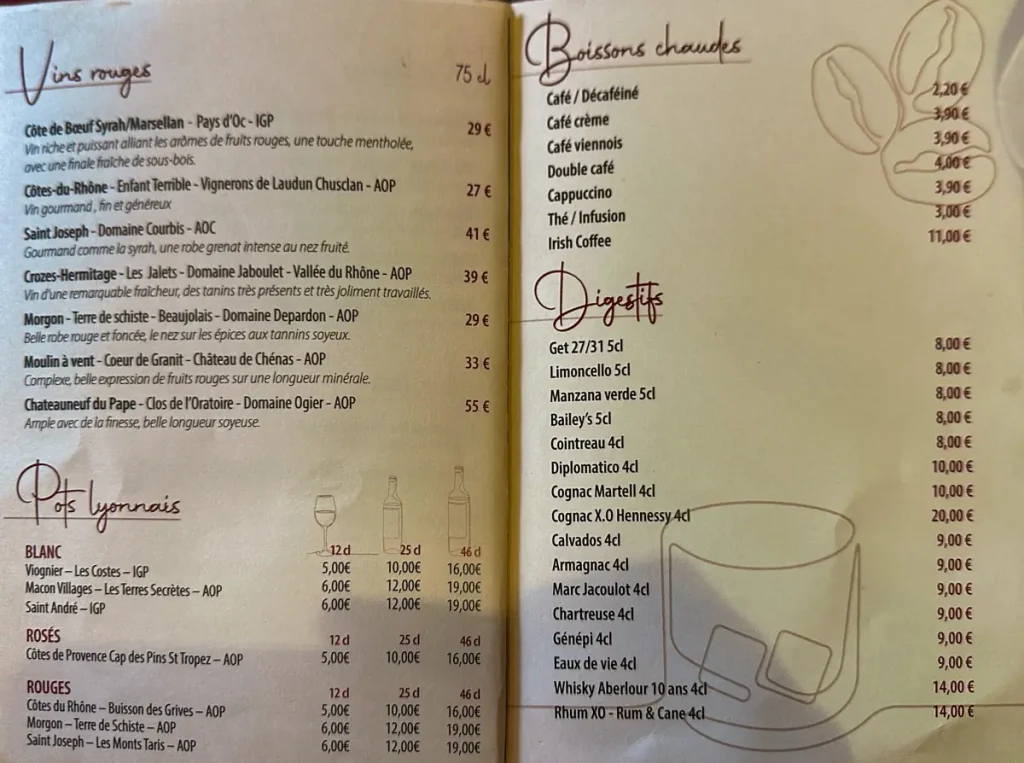 Vins rouges 75 cl
Côte de Bœuf Syrah/Marsellan - Pays d'Oc - IGP 29 €
Vin riche et puissant alliant les arômes de fruits rouges, une touche mentholée,
avec une finale fraîche de sous-bois.
Côtes-du-Rhône - Enfant Terrible - Vignerons de Laudun Chusclan - AOP 27 €
Vin gourmand, fin et généreux
Saint Joseph - Domaine Courbis - AOC 41 €
Gourmand comme la syrah, une robe grenat intense au nez fruité.
Crozes-Hermitage - Les Jalets - Domaine Jaboulet - Vallée du Rhône - AOP 39 €
Vin d'une remarquable fraîcheur, des tanins très présents et très joliment travaillés.
Morgon - Terre de schiste - Beaujolais - Domaine Depardon - AOP 29 €
Belle robe rouge et foncée, le nez sur les épices aux tannins soyeux.
Moulin à vent - Coeur de Granit - Château de Chénas - AOP 33 €
Complexe, belle expression de fruits rouges sur une longueur minérale.
Chateauneuf du Pape - Clos de l'Oratoire - Domaine Ogier - AOP 55 €
Ample avec de la finesse, belle longueur soyeuse.
Pots lyonnais
BLANC 12 cl 25 cl 46 cl
Viognier – Les Costes – IGP 5,00€ 10,00€ 16,00€
Macon Villages – Les Terres Secrètes – AOP 6,00€ 12,00€ 19,00€
Saint André – IGP 6,00€ 12,00€ 19,00€
ROSÉS 12 cl 25 cl 46 cl
Côtes de Provence Cap des Pins St Tropez – AOP 5,00€ 10,00€ 16,00€
ROUGES 12 cl 25 cl 46 cl
Côtes du Rhône – Buisson des Grives – AOP 5,00€ 10,00€ 16,00€
Morgon – Terre de Schiste – AOP 6,00€ 12,00€ 19,00€
Saint Joseph – Les Monts Taris – AOP 6,00€ 12,00€ 19,00€
Boissons chaudes
Café / Décaféiné 2,20 €
Café crème 3,90 €
Café viennois 3,90 €
Double café 4,00 €
Cappuccino 3,90 €
Thé / Infusion 3,00 €
Irish Coffee 11,00 €
Digestifs
Get 27/31 5cl 8,00 €
Limoncello 5cl 8,00 €
Manzana verde 5cl 8,00 €
Bailey's 5cl 8,00 €
Cointreau 4cl 8,00 €
Diplomatico 4cl 10,00 €
Cognac Martell 4cl 10,00 €
Cognac X.O Hennessy 4cl 20,00 €
Calvados 4cl 9,00 €
Armagnac 4cl 9,00 €
Marc Jacoulot 4cl 9,00 €
Chartreuse 4cl 9,00 €
Génépi 4cl 9,00 €
Eaux de vie 4cl 9,00 €
Whisky Aberlour 10 ans 4cl 14,00 €
Rhum XO - Rum & Cane 4cl 14,00 €